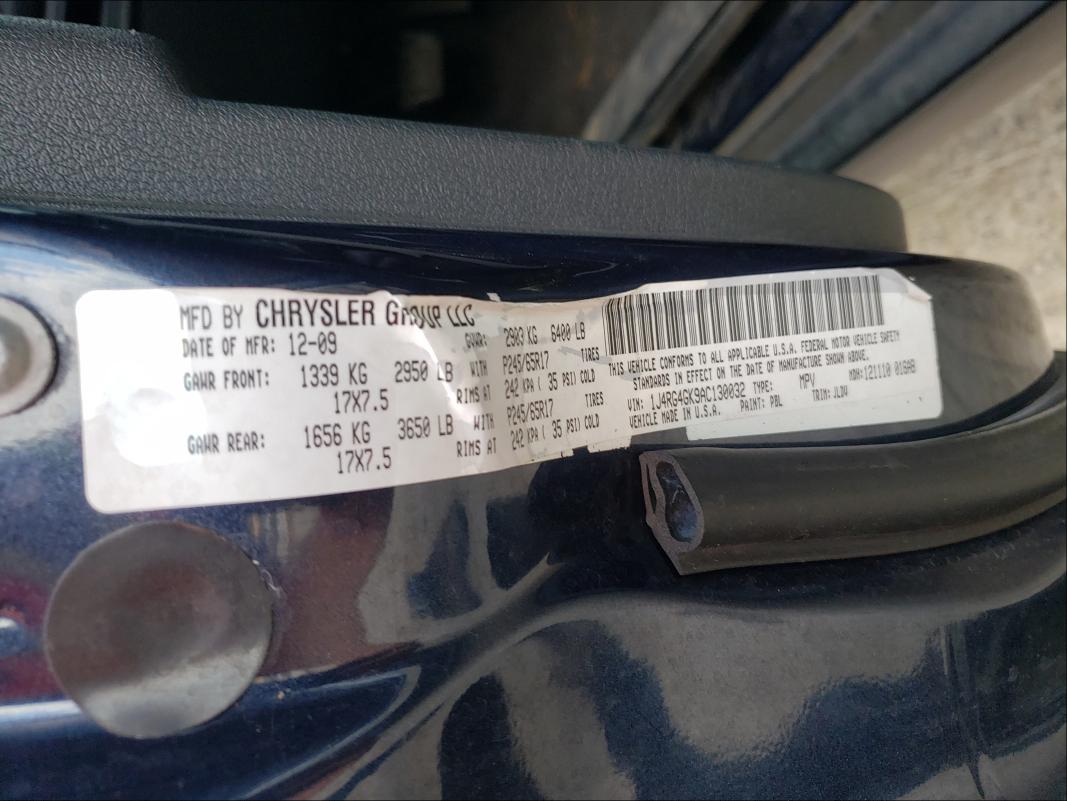 MFD BY CHRYSLER GROUP LLC
DATE OF MFR: 12-09 GVWR: 2903 KG 6400 LB
GAWR FRONT: 1339 KG 2950 LB WITH P245/65R17 TIRES
17X7.5 RIMS AT 242 KPA ( 35 PSI) COLD
GAWR REAR: 1656 KG 3650 LB WITH P245/65R17 TIRES
17X7.5 RIMS AT 242 KPA ( 35 PSI) COLD
THIS VEHICLE CONFORMS TO ALL APPLICABLE U.S.A. FEDERAL MOTOR VEHICLE SAFETY
STANDARDS IN EFFECT ON THE DATE OF MANUFACTURE SHOWN ABOVE.
VIN: 1J4RG4GK9AC130032 TYPE: MPV MDH: 121110 016AB
VEHICLE MADE IN U.S.A. PAINT: PBL TRIM: JLDV